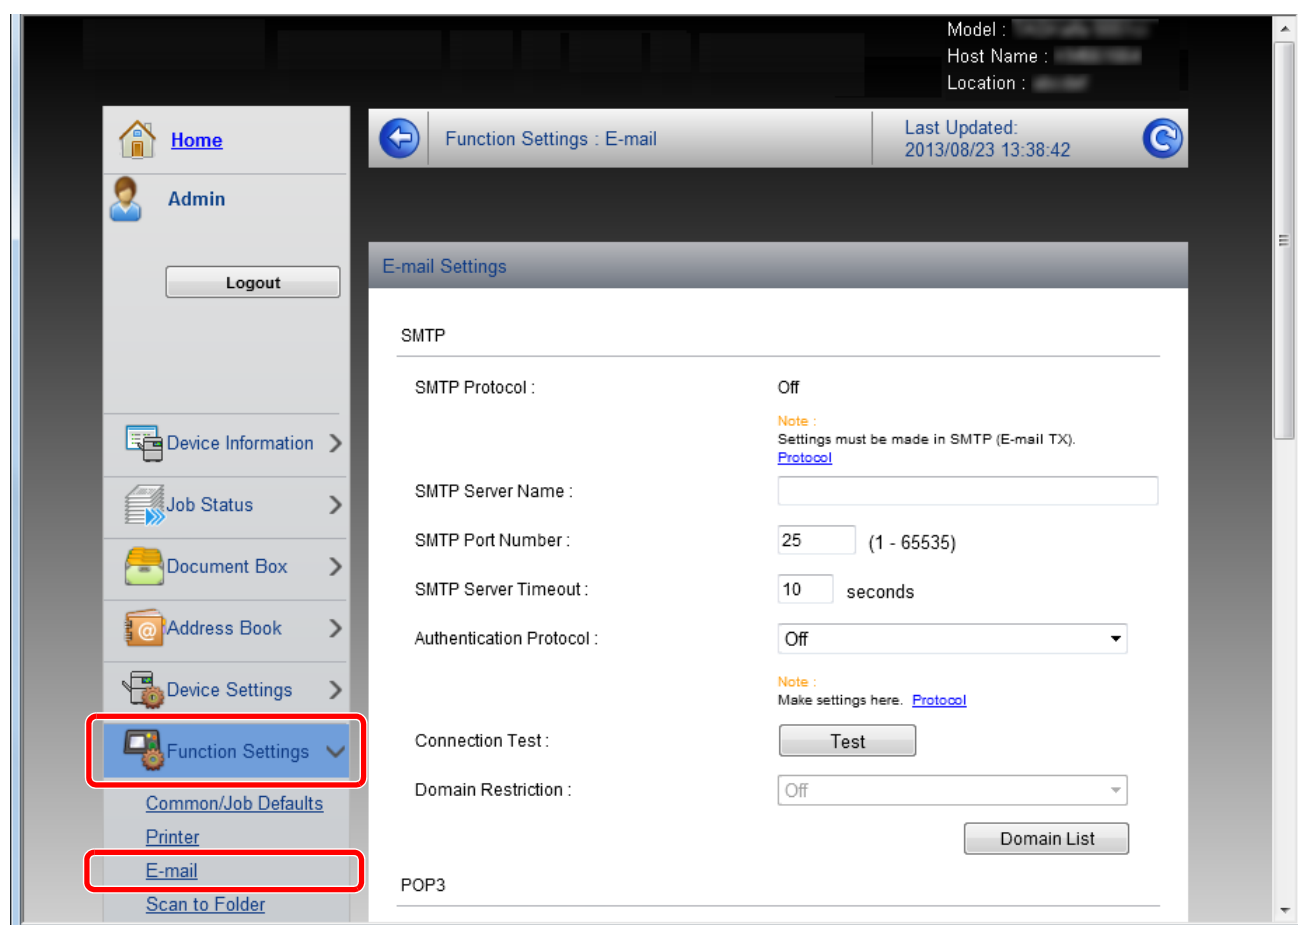 Model :
Host Name :
Location :
Home
Admin
Logout
Device Information
Job Status
Document Box
Address Book
Device Settings
Function Settings
Common/Job Defaults
Printer
E-mail
Scan to Folder
Function Settings : E-mail
Last Updated:
2013/08/23 13:38:42
E-mail Settings
SMTP
SMTP Protocol : Off
Note :
Settings must be made in SMTP (E-mail TX).
Protocol
SMTP Server Name :
SMTP Port Number : 25 (1 - 65535)
SMTP Server Timeout : 10 seconds
Authentication Protocol : Off
Note :
Make settings here. Protocol
Connection Test : Test
Domain Restriction : Off
Domain List
POP3